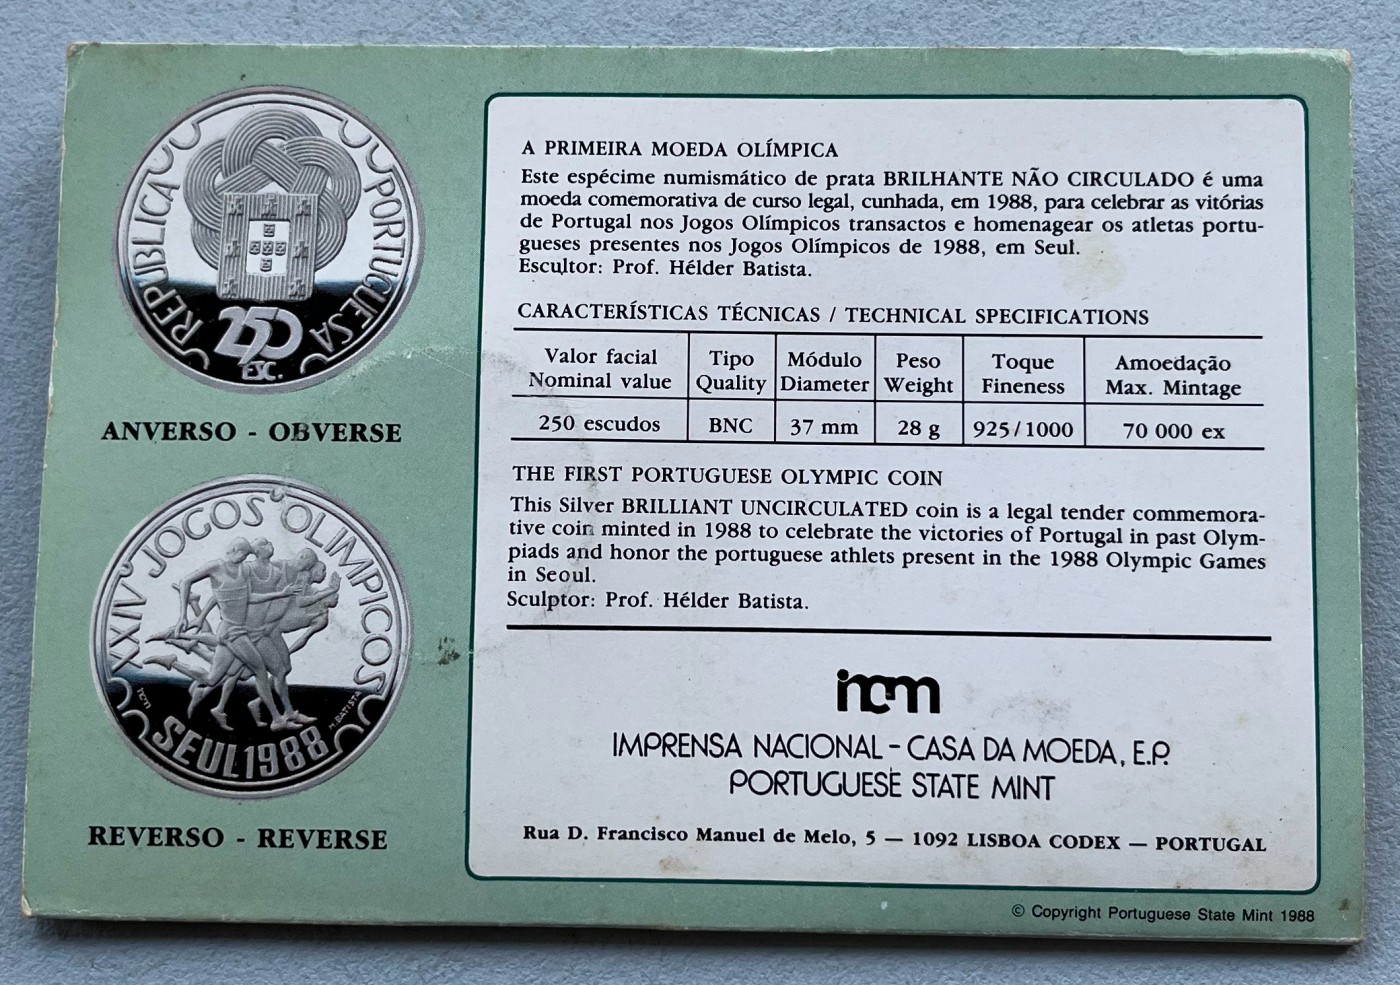 REPUBLICA PORTUGUESA
250
ESC.
ANVERSO - OBVERSE
XXIV JOGOS OLIMPICOS
incm
H. BATISTA
SEUL 1988
REVERSO - REVERSE
A PRIMEIRA MOEDA OLÍMPICA
Este espécime numismático de prata BRILHANTE NÃO CIRCULADO é uma
moeda comemorativa de curso legal, cunhada, em 1988, para celebrar as vitórias
de Portugal nos Jogos Olímpicos transactos e homenagear os atletas portu-
gueses presentes nos Jogos Olímpicos de 1988, em Seul.
Escultor: Prof. Hélder Batista.
CARACTERÍSTICAS TÉCNICAS / TECHNICAL SPECIFICATIONS
Valor facial Tipo Módulo Peso Toque Amoedação
Nominal value Quality Diameter Weight Fineness Max. Mintage
250 escudos BNC 37 mm 28 g 925/1000 70 000 ex
THE FIRST PORTUGUESE OLYMPIC COIN
This Silver BRILLIANT UNCIRCULATED coin is a legal tender commemora-
tive coin minted in 1988 to celebrate the victories of Portugal in past Olym-
piads and honor the portuguese athlets present in the 1988 Olympic Games
in Seoul.
Sculptor: Prof. Hélder Batista.
incm
IMPRENSA NACIONAL - CASA DA MOEDA, E.P.
PORTUGUESE STATE MINT
Rua D. Francisco Manuel de Melo, 5 — 1092 LISBOA CODEX — PORTUGAL
© Copyright Portuguese State Mint 1988